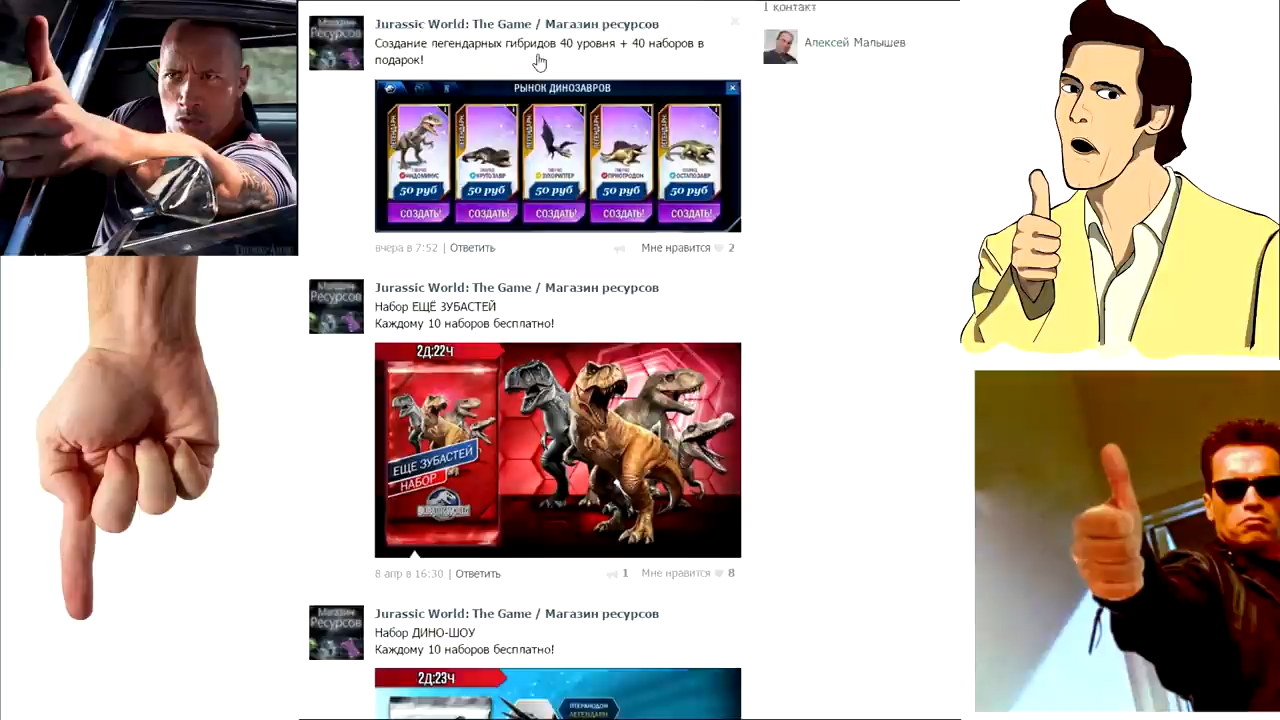 Jurassic World: The Game / Магазин ресурсов
Создание легендарных гибридов 40 уровня + 40 наборов в
подарок!
РЫНОК ДИНОЗАВРОВ
50 руб 50 руб 50 руб 50 руб 50 руб
СОЗДАТЬ! СОЗДАТЬ! СОЗДАТЬ! СОЗДАТЬ! СОЗДАТЬ!
вчера в 7:52 | Ответить
Мне нравится 2
Jurassic World: The Game / Магазин ресурсов
Набор ЕЩЁ ЗУБАСТЕЙ
Каждому 10 наборов бесплатно!
2Д:22Ч
ЕЩЕ ЗУБАСТЕЙ
НАБОР
8 апр в 16:30 | Ответить
1 Мне нравится 8
Jurassic World: The Game / Магазин ресурсов
Магазин
Ресурсов
Набор ДИНО-ШОУ
Каждому 10 наборов бесплатно!
2Д:23Ч
ПТЕРАНОДОН
ЛЕГЕНДАРН
1 контакт
Алексей Малышев